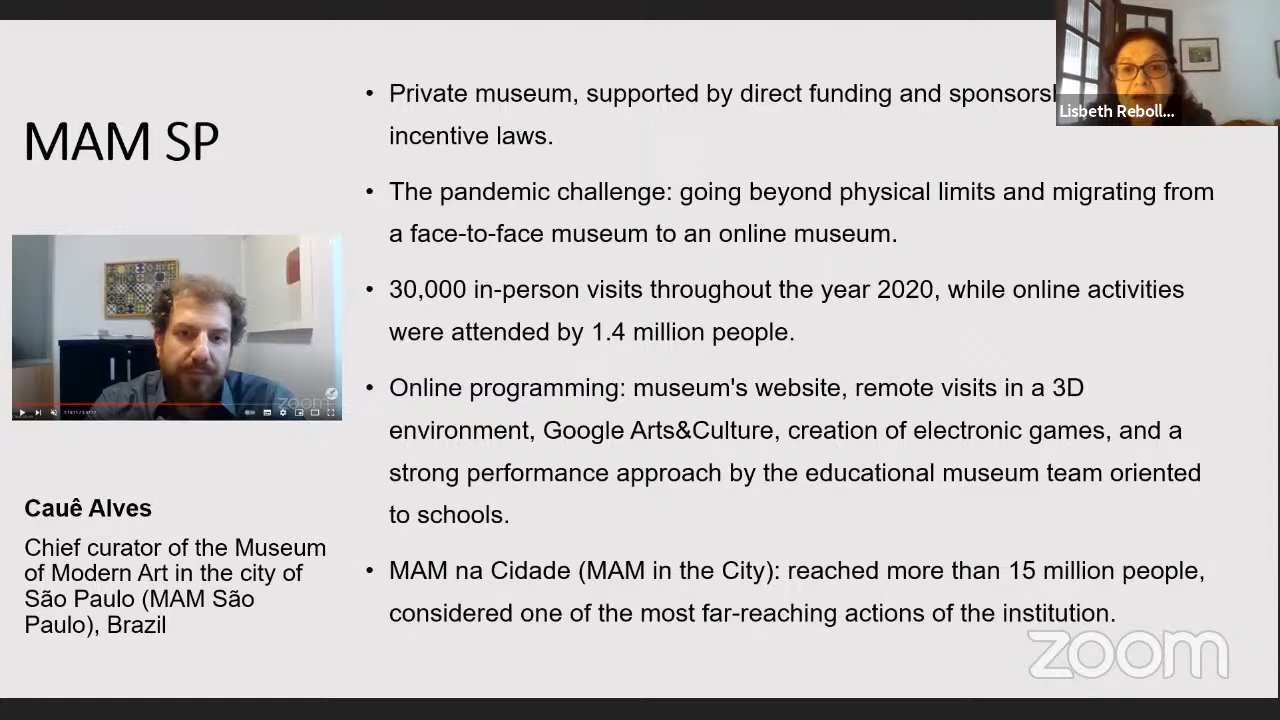 MAM SP
Cauê Alves
Chief curator of the Museum
of Modern Art in the city of
São Paulo (MAM São
Paulo), Brazil
• Private museum, supported by direct funding and
incentive laws.
• The pandemic challenge: going beyond physical limits and migrating from
a face-to-face museum to an online museum.
• 30,000 in-person visits throughout the year 2020, while online activities
were attended by 1.4 million people.
• Online programming: museum's website, remote visits in a 3D
environment, Google Arts&Culture, creation of electronic games, and a
strong performance approach by the educational museum team oriented
to schools.
• MAM na Cidade (MAM in the City): reached more than 15 million people,
considered one of the most far-reaching actions of the institution.
Lisbeth Reboll...
zoom
zoom